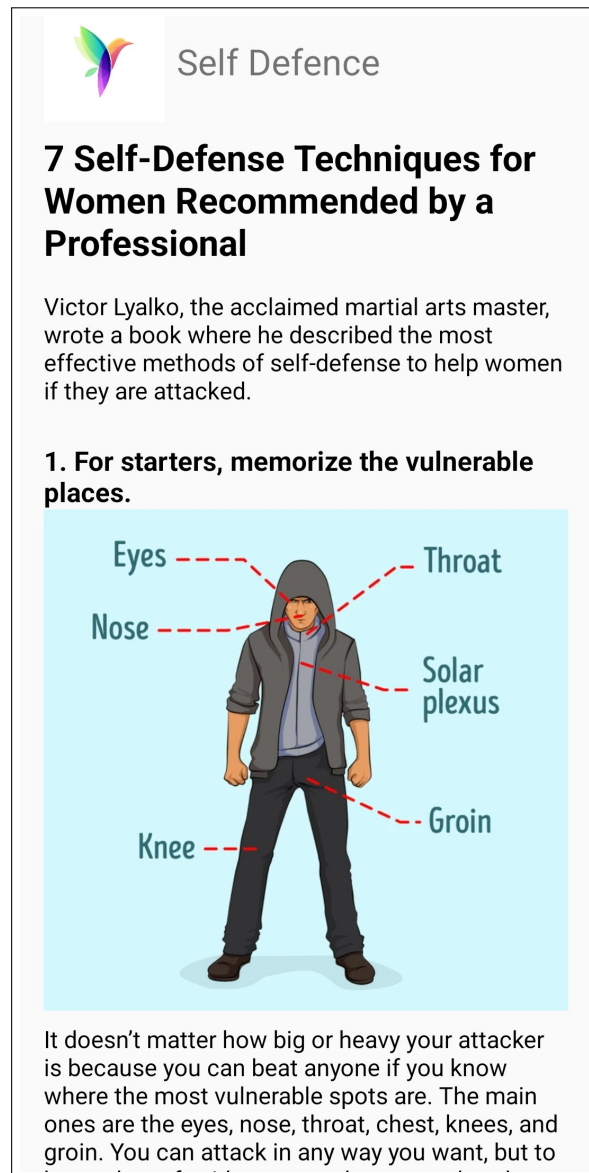 Self Defence
7 Self-Defense Techniques for
Women Recommended by a
Professional
Victor Lyalko, the acclaimed martial arts master,
wrote a book where he described the most
effective methods of self-defense to help women
if they are attacked.
1. For starters, memorize the vulnerable
places.
Eyes
Throat
Nose
Solar
plexus
Groin
Knee
It doesn't matter how big or heavy your attacker
is because you can beat anyone if you know
where the most vulnerable spots are. The main
ones are the eyes, nose, throat, chest, knees, and
groin. You can attack in any way you want, but to